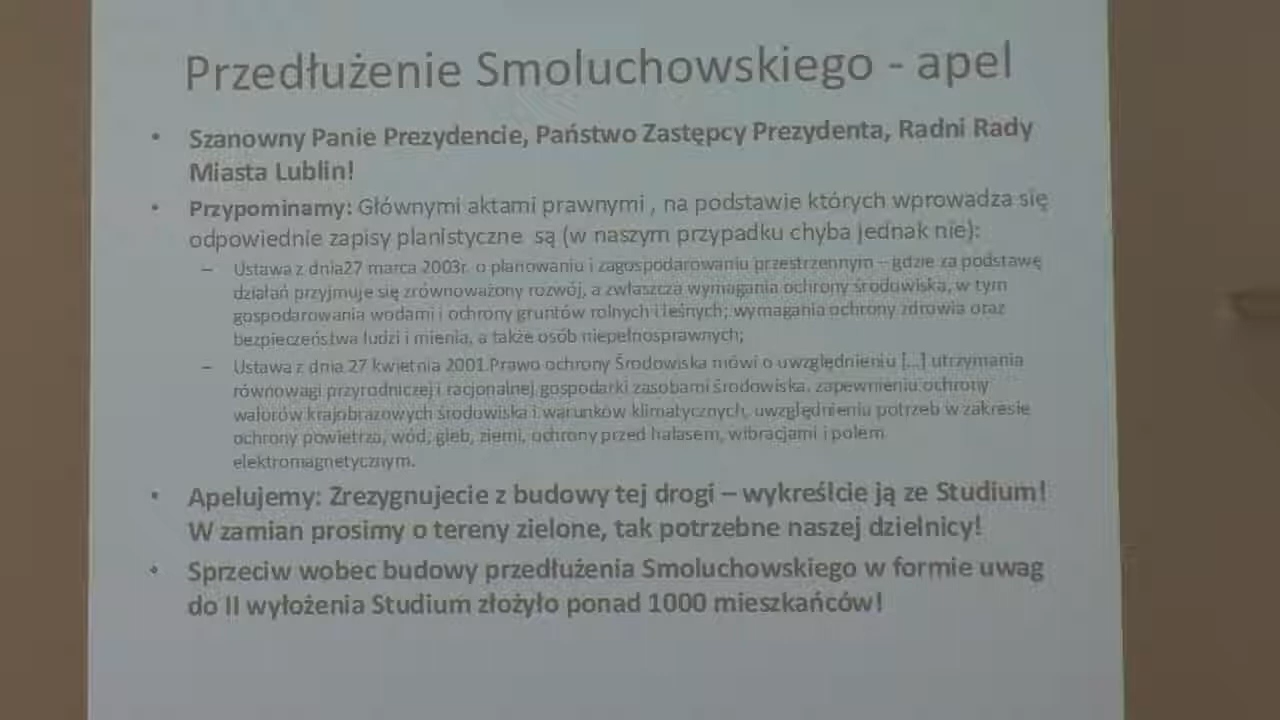 Przedłużenie Smoluchowskiego - apel
• Szanowny Panie Prezydencie, Państwo Zastępcy Prezydenta, Radni Rady
Miasta Lublin!
• Przypominamy: Głównymi aktami prawnymi , na podstawie których wprowadza się
odpowiednie zapisy planistyczne są (w naszym przypadku chyba jednak nie):
– Ustawa z dnia27 marca 2003r. o planowaniu i zagospodarowaniu przestrzennym – gdzie za podstawę
działań przyjmuje się zrównoważony rozwój, a zwłaszcza wymagania ochrony środowiska, w tym
gospodarowania wodami i ochrony gruntów rolnych i leśnych; wymagania ochrony zdrowia oraz
bezpieczeństwa ludzi i mienia, a także osób niepełnosprawnych;
– Ustawa z dnia 27 kwietnia 2001.Prawo ochrony Środowiska mówi o uwzględnieniu [...] utrzymania
równowagi przyrodniczej i racjonalnej gospodarki zasobami środowiska, zapewnieniu ochrony
walorów krajobrazowych środowiska i warunków klimatycznych, uwzględnieniu potrzeb w zakresie
ochrony powietrza, wód, gleb, ziemi, ochrony przed hałasem, wibracjami i polem
elektromagnetycznym.
• Apelujemy: Zrezygnujecie z budowy tej drogi – wykreślcie ją ze Studium!
W zamian prosimy o tereny zielone, tak potrzebne naszej dzielnicy!
• Sprzeciw wobec budowy przedłużenia Smoluchowskiego w formie uwag
do II wyłożenia Studium złożyło ponad 1000 mieszkańców!